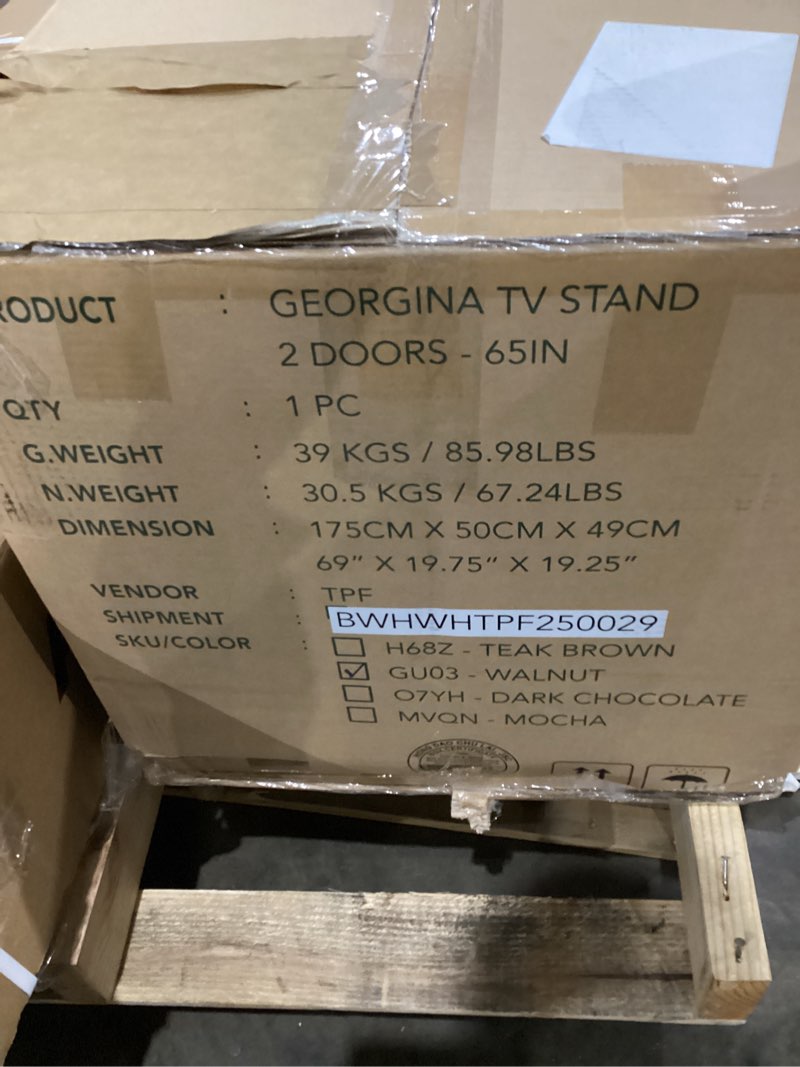 RODUCT : GEORGINA TV STAND
2 DOORS - 65IN
QTY : 1 PC
G.WEIGHT : 39 KGS / 85.98LBS
N.WEIGHT : 30.5 KGS / 67.24LBS
DIMENSION : 175CM X 50CM X 49CM
69" X 19.75" X 19.25"
VENDOR : TPF
SHIPMENT : BWHWHTPF250029
SKU/COLOR : H68Z - TEAK BROWN
GU03 - WALNUT
O7YH - DARK CHOCOLATE
MVQN - MOCHA